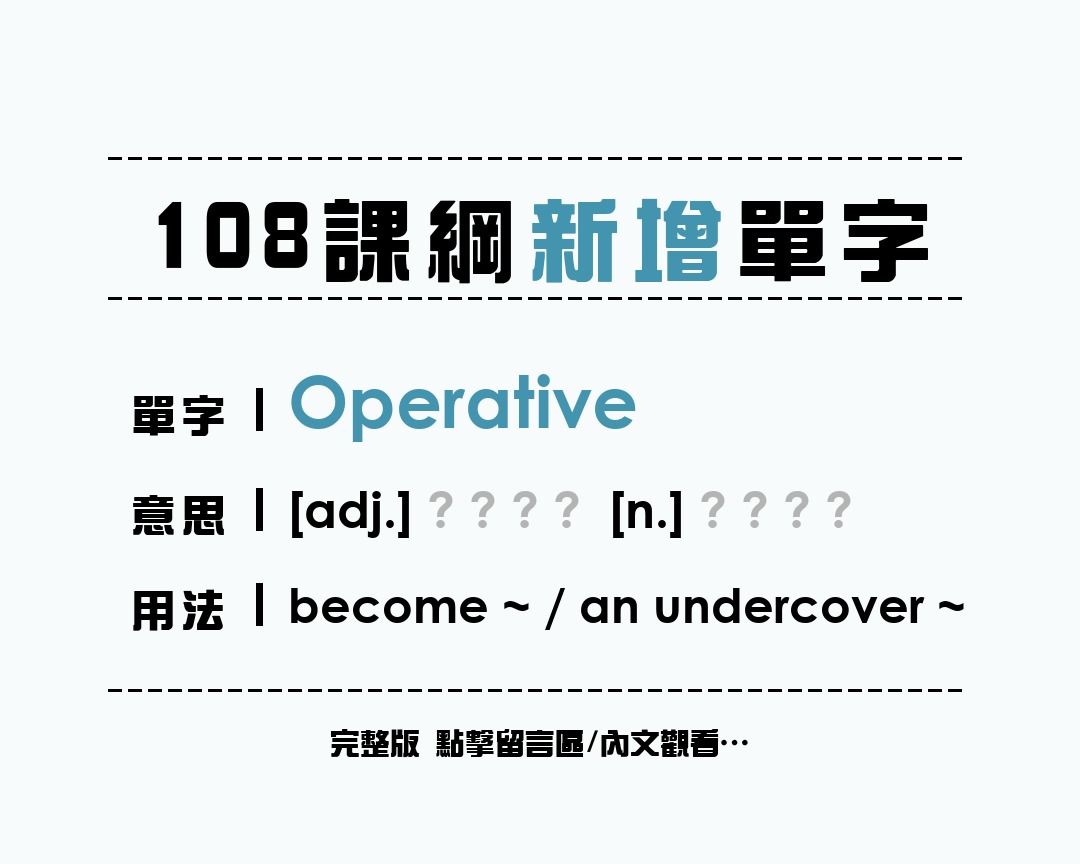 108課綱新增單字
單字 | Operative
意思 | [adj.] ???? [n.] ????
用法 | become ~ / an undercover ~
完整版 點擊留言區/內文觀看…